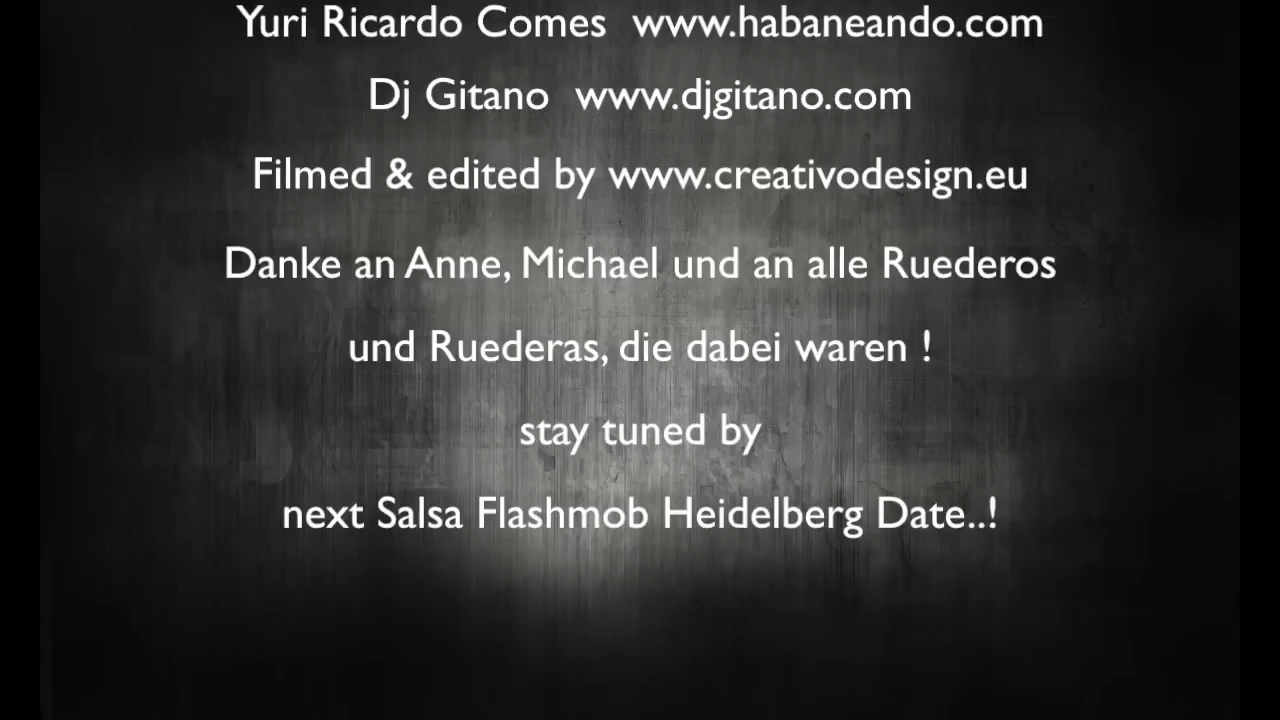 Yuri Ricardo Comes www.habaneando.com
Dj Gitano www.djgitano.com
Filmed & edited by www.creativodesign.eu
Danke an Anne, Michael und an alle Ruederos
und Ruederas, die dabei waren !
stay tuned by
next Salsa Flashmob Heidelberg Date..!